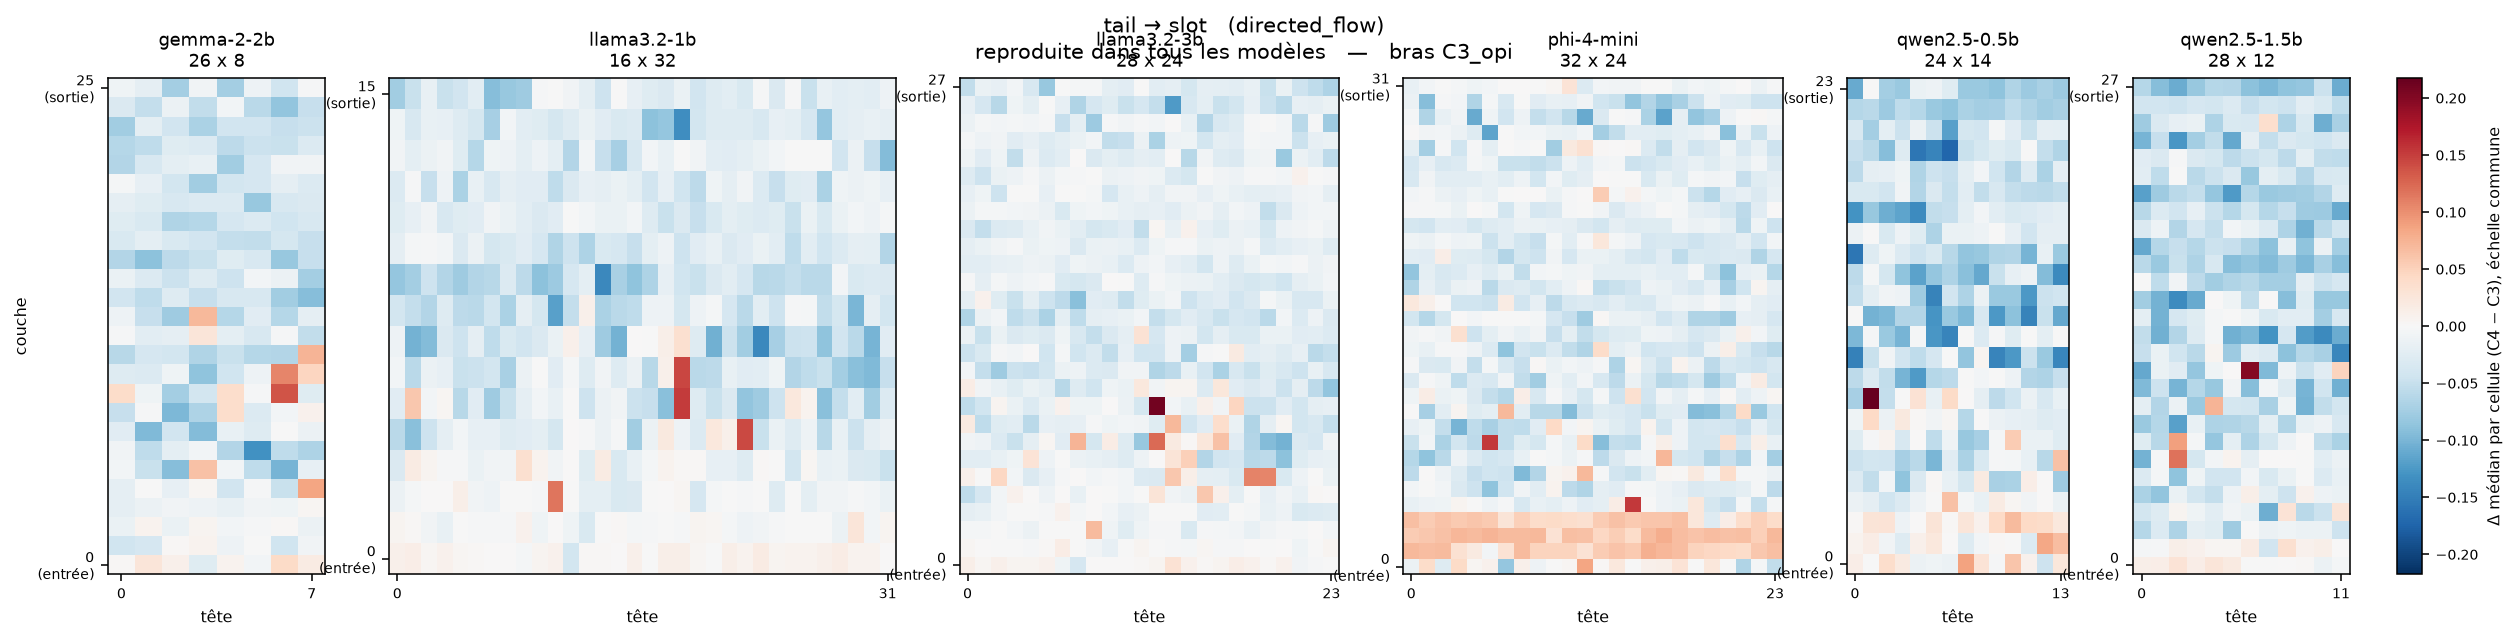 tail → slot (directed_flow)
reproduite dans tous les modèles — bras C3_opi
gemma-2-2b
26 x 8
llama3.2-1b
16 x 32
llama3.2-3b
28 x 24
phi-4-mini
32 x 24
qwen2.5-0.5b
24 x 14
qwen2.5-1.5b
28 x 12
couche
25
(sortie)
0
(entrée)
0
7
tête
15
(sortie)
0
(entrée)
0
31
tête
27
(sortie)
0
(entrée)
0
23
tête
31
(sortie)
0
(entrée)
0
23
tête
23
(sortie)
0
(entrée)
0
13
tête
27
(sortie)
0
(entrée)
0
11
tête
0.20
0.15
0.10
0.05
0.00
−0.05
−0.10
−0.15
−0.20
Δ médian par cellule (C4 − C3), échelle commune